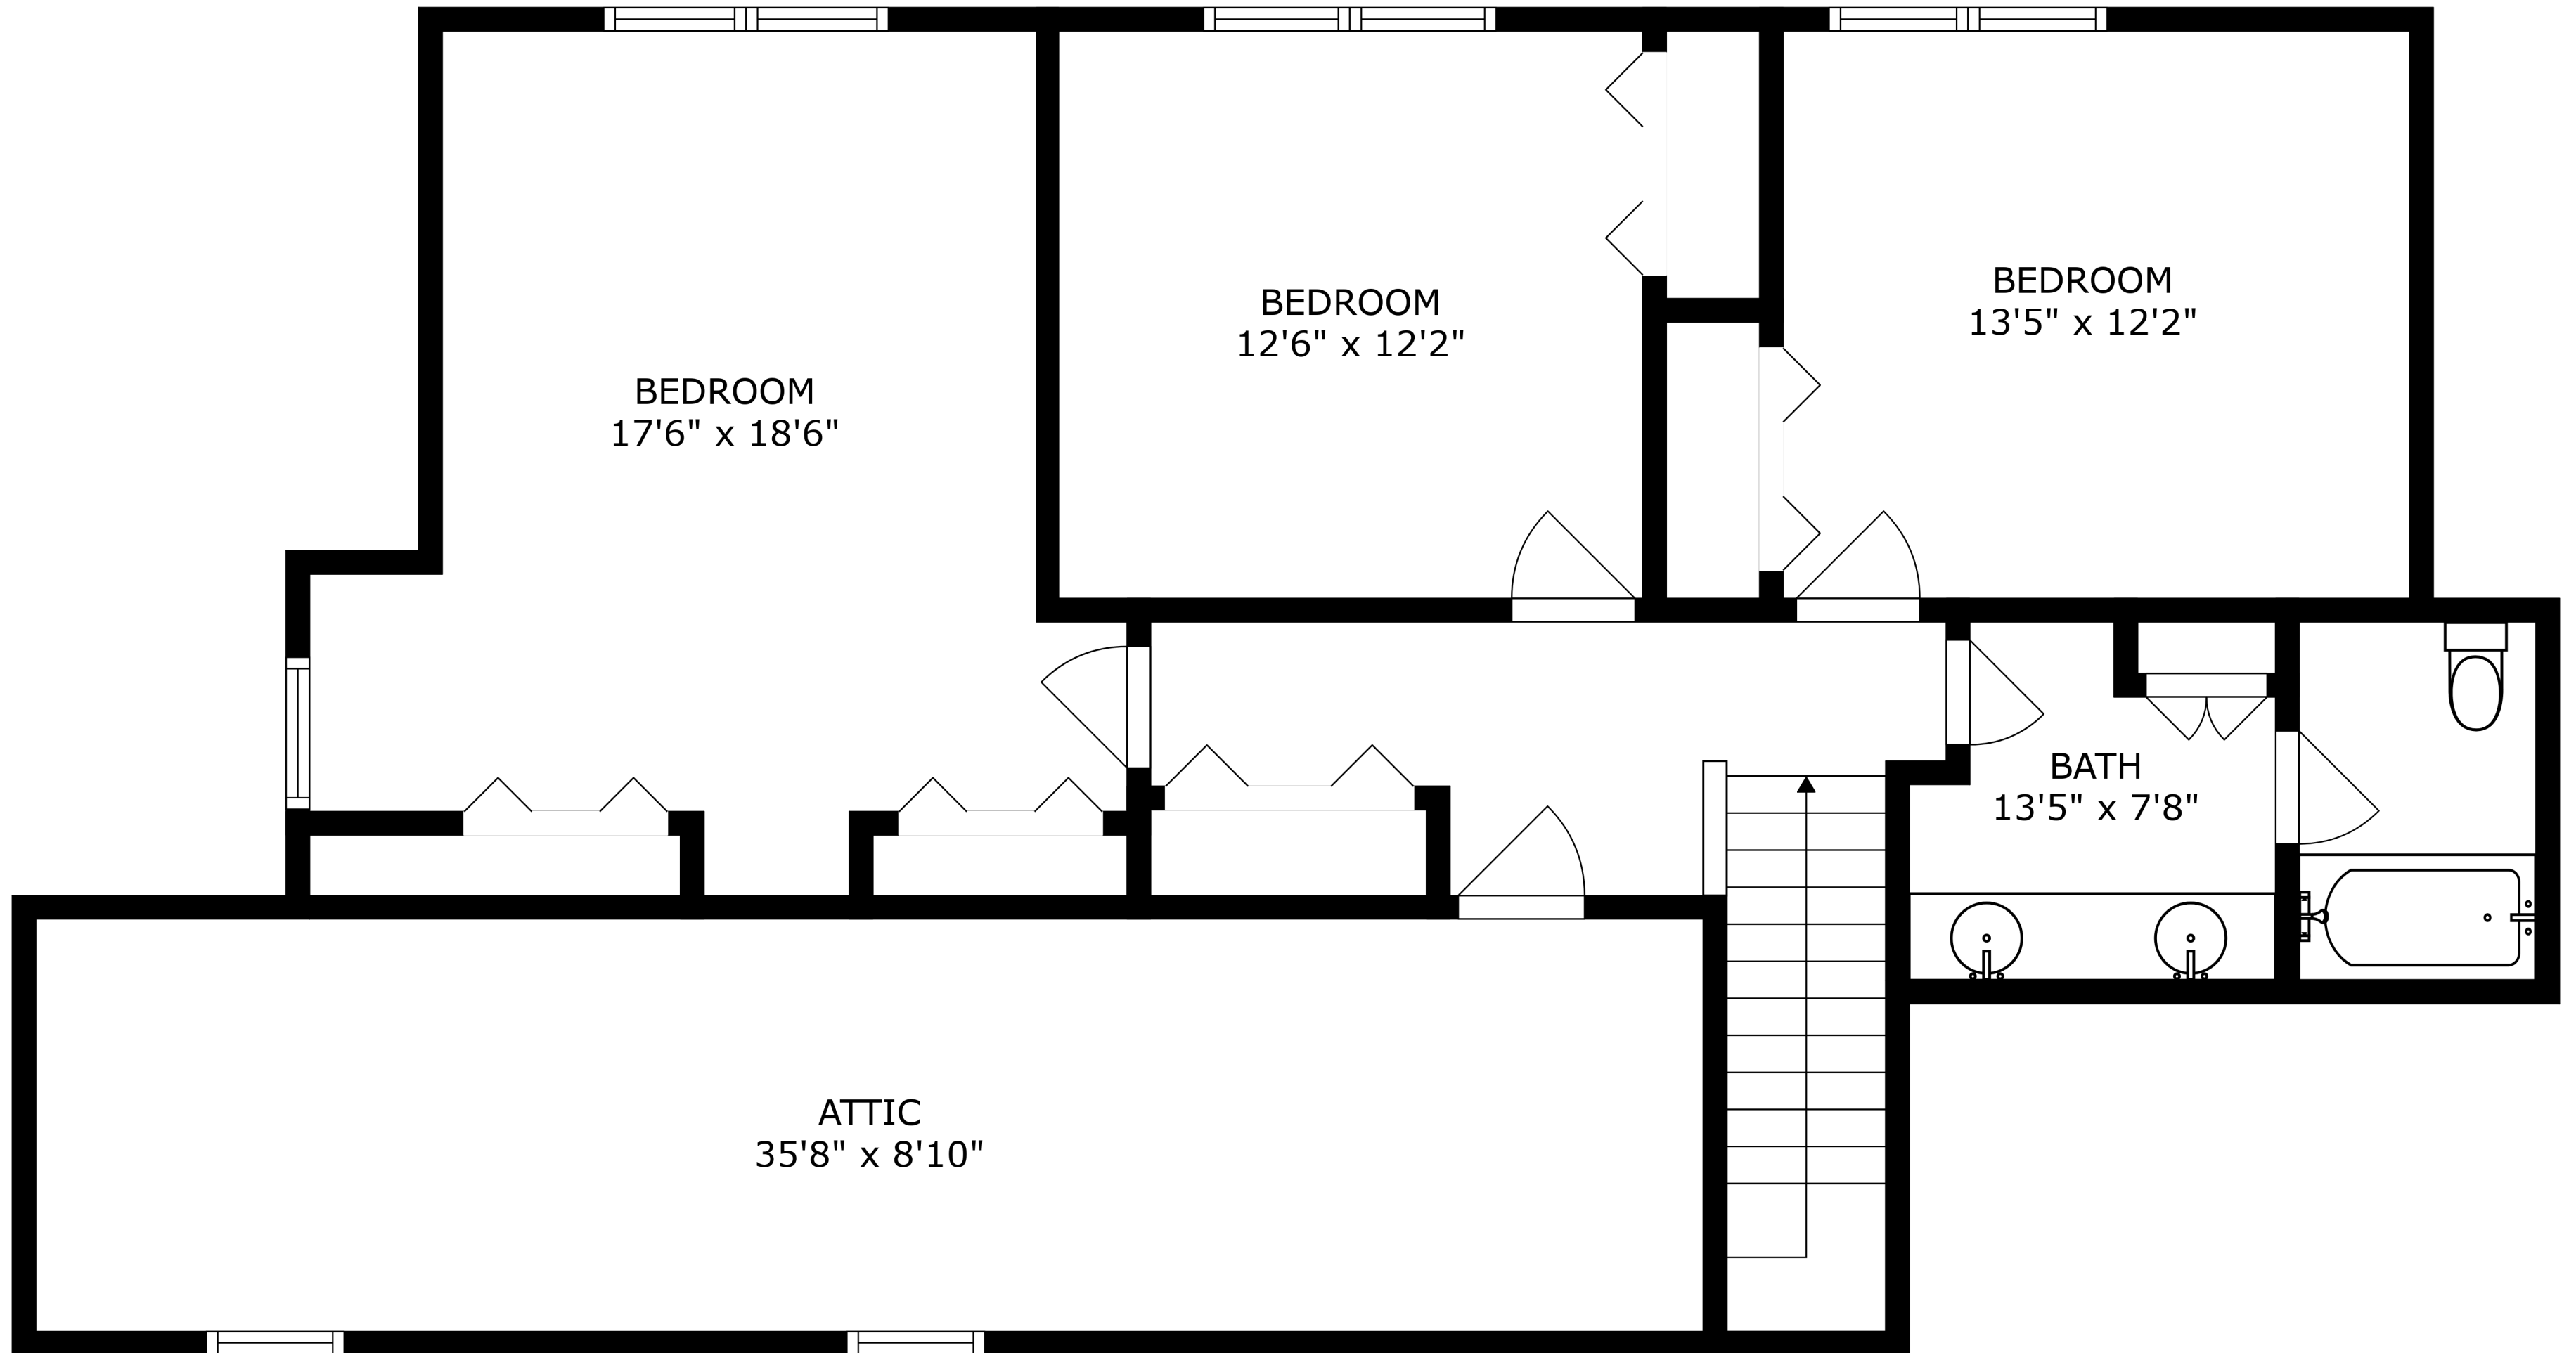 BEDROOM
17'6" x 18'6"
BEDROOM
12'6" x 12'2"
BEDROOM
13'5" x 12'2"
BATH
13'5" x 7'8"
ATTIC
35'8" x 8'10"